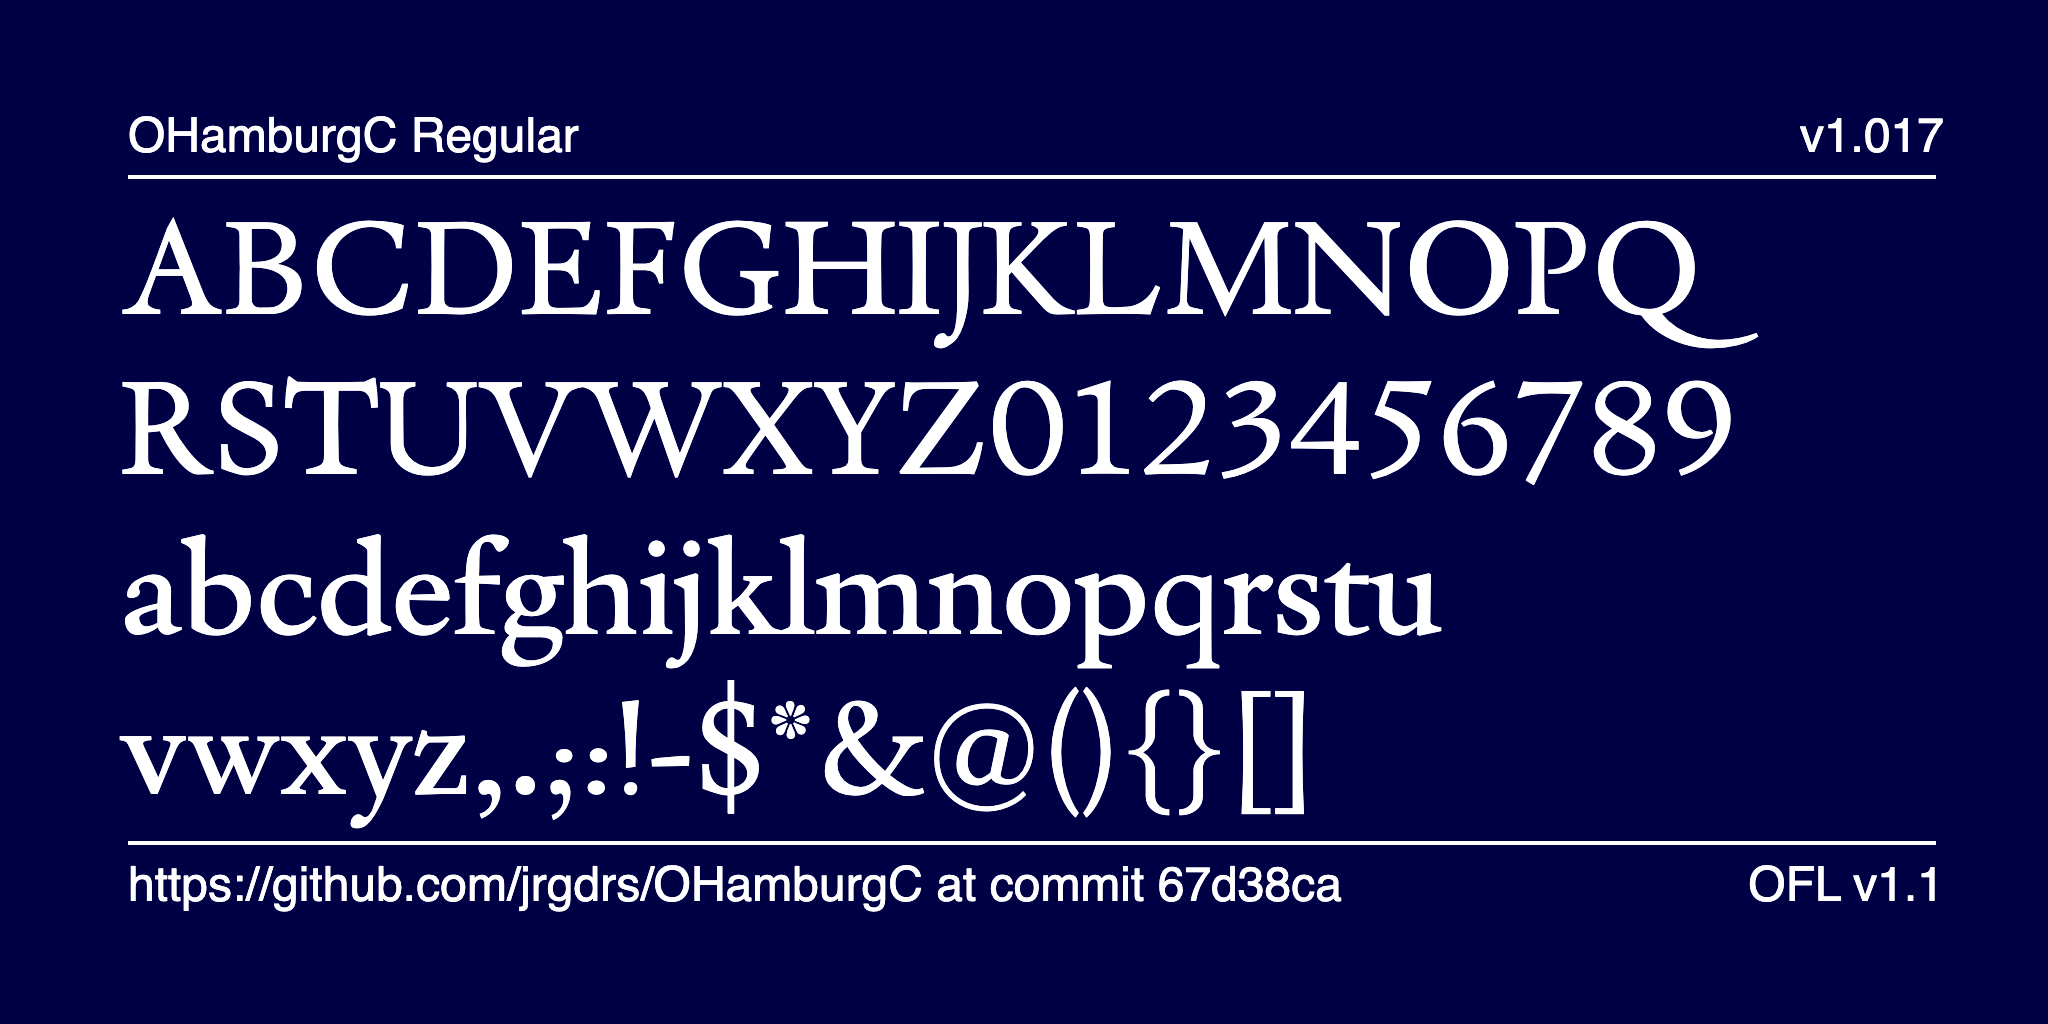 OHamburgC Regular
v1.017
ABCDEFGHIJKLMNOPQ
RSTUVWXYZ0123456789
abcdefghijklmnopqrstu
vwxyz,.;:!-$*&@(){}[]
https://github.com/jrgdrs/OHamburgC at commit 67d38ca
OFL v1.1